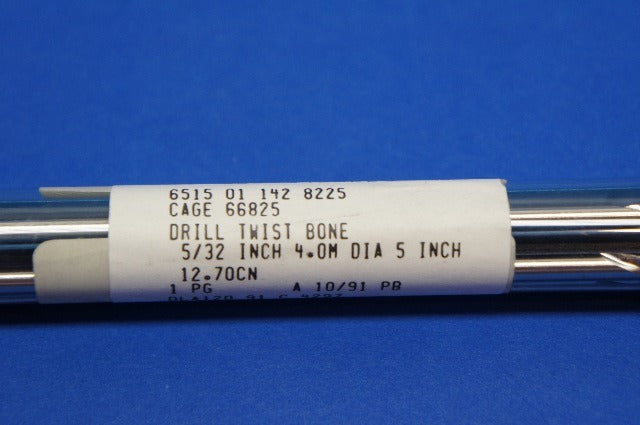 6515 01 142 8225
CAGE 66825
DRILL TWIST BONE
5/32 INCH 4.0M DIA 5 INCH
12.70CN
1 PG A 10/91 PB